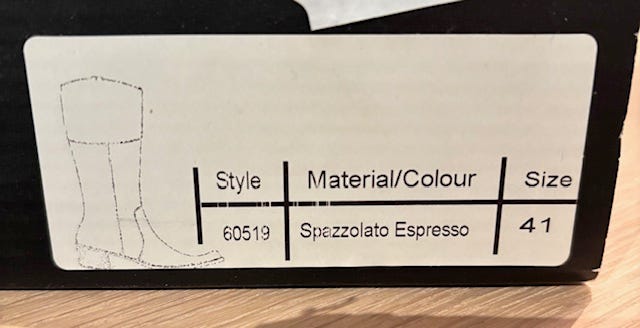 Style Material/Colour Size
60519 Spazzolato Espresso 41